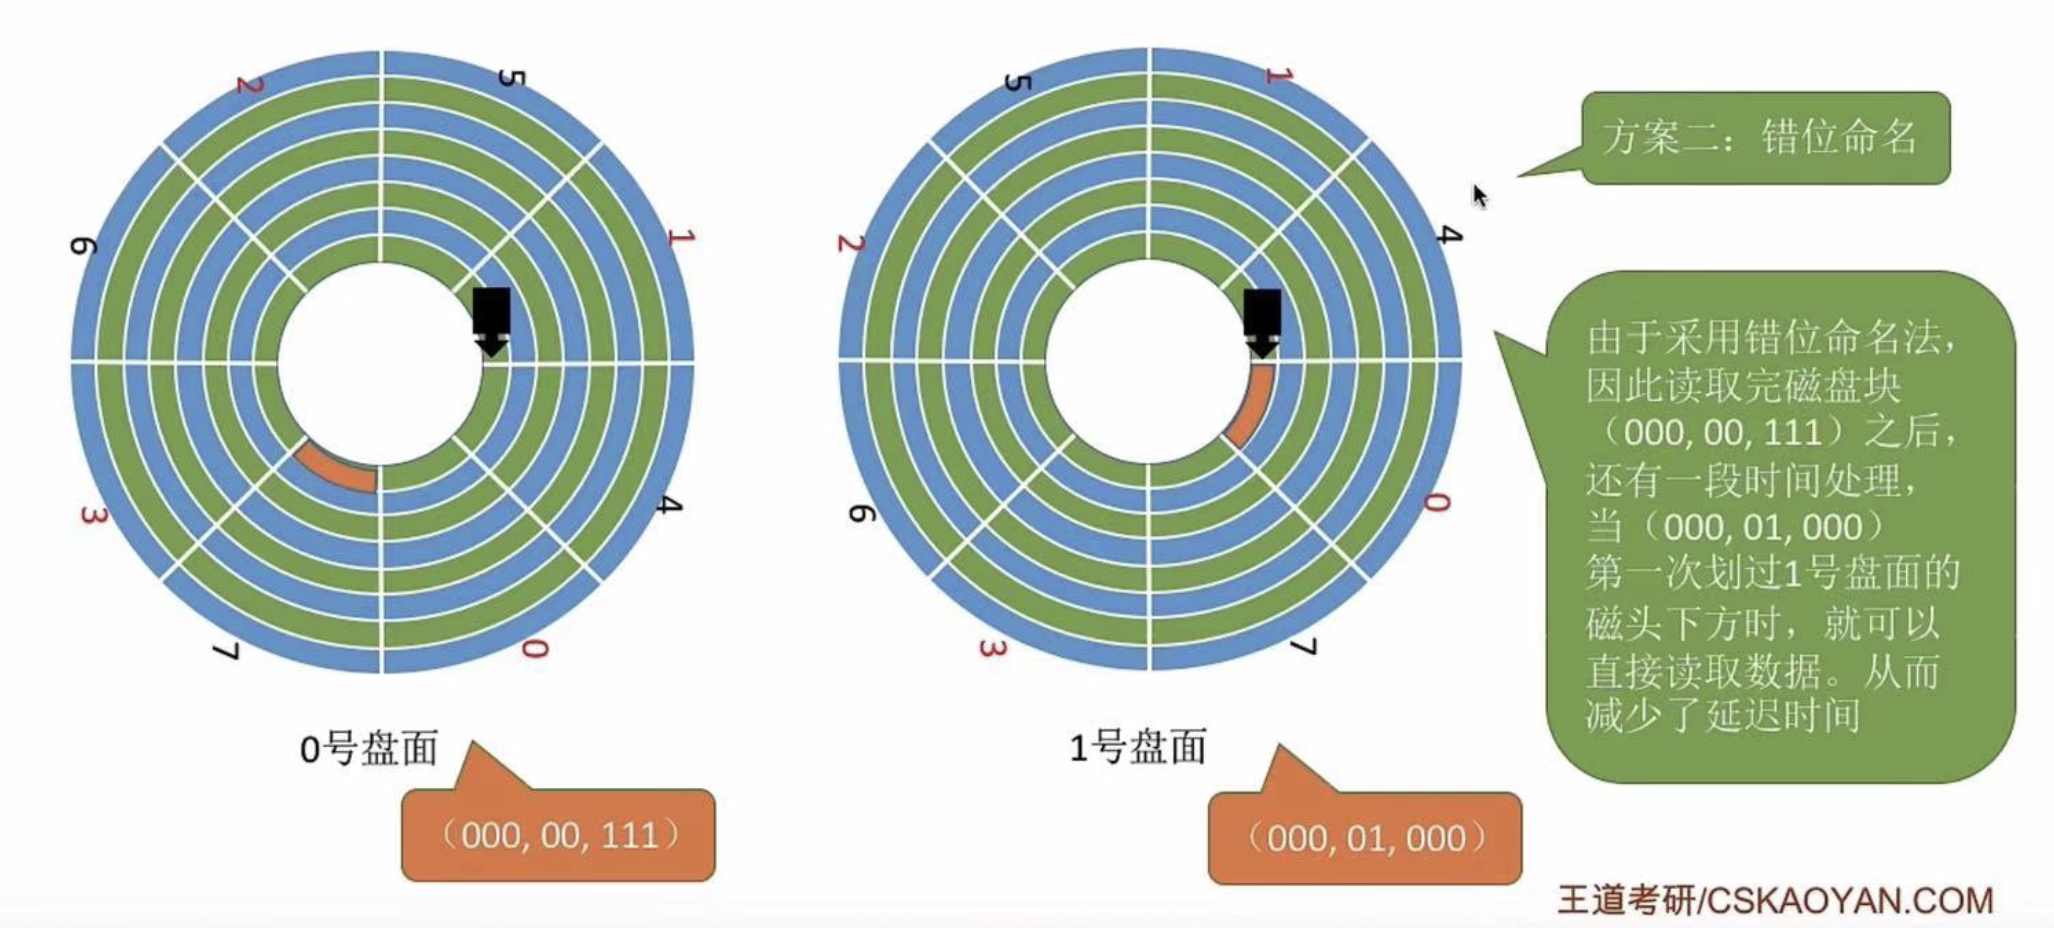 2
5
6
1
3
4
7
0
0号盘面
（000, 00, 111）
5
1
2
4
6
0
3
7
1号盘面
（000, 01, 000）
方案二：错位命名
由于采用错位命名法，
因此读取完磁盘块
（000, 00, 111）之后，
还有一段时间处理，
当（000, 01, 000）
第一次划过1号盘面的
磁头下方时，就可以
直接读取数据。从而
减少了延迟时间
王道考研/CSKAOYAN.COM